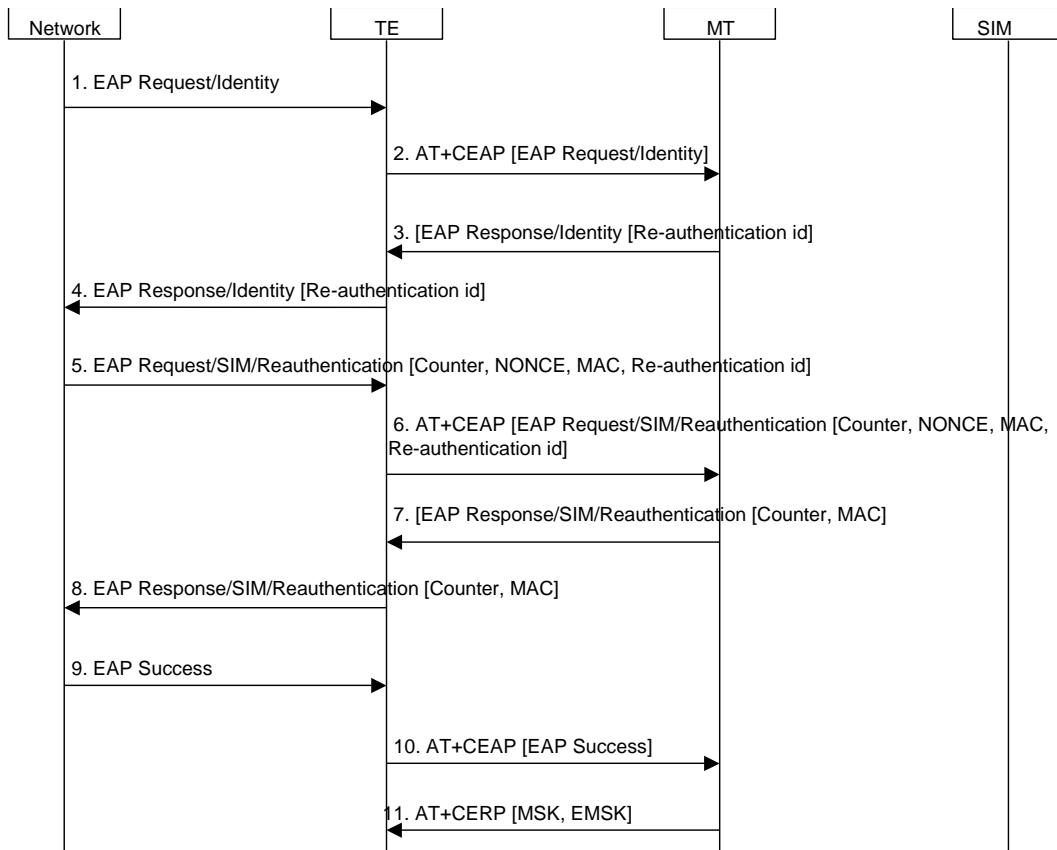 Network
TE
MT
SIM
1. EAP Request/Identity
2. AT+CEAP [EAP Request/Identity]
3. [EAP Response/Identity [Re-authentication id]
4. EAP Response/Identity [Re-authentication id]
5. EAP Request/SIM/Reauthentication [Counter, NONCE, MAC, Re-authentication id]
6. AT+CEAP [EAP Request/SIM/Reauthentication [Counter, NONCE, MAC,
Re-authentication id]
7. [EAP Response/SIM/Reauthentication [Counter, MAC]
8. EAP Response/SIM/Reauthentication [Counter, MAC]
9. EAP Success
10. AT+CEAP [EAP Success]
11. AT+CERP [MSK, EMSK]